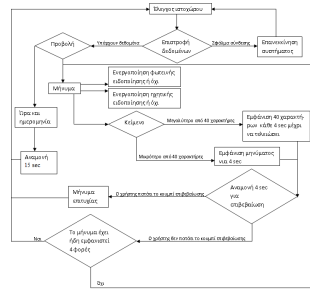 Έλεγχος ιστοχώρου
Προβολή
Υπάρχουν δεδομένα
Επιστροφή
δεδομένων
Σφάλμα σύνδεσης
Επανεκκίνηση
συστήματος
Ενεργοποίηση φωτεινής
ειδοποίησης ή όχι
Μήνυμα
Ενεργοποίηση ηχητικής
ειδοποίησης ή όχι
Ώρα και
ημερομηνία
Κείμενο
Μεγαλύτερο από 40 χαρακτήρες
Εμφάνιση 40 χαρακτή-
ρων κάθε 4 sec μέχρι
να τελειώσει
Αναμονή
15 sec
Μικρότερο από 40 χαρακτήρες
Εμφάνιση μηνύματος
για 4 sec
Μήνυμα
επιτυχίας
Ο χρήστης πατάει το κουμπί επιβεβαίωσης
Αναμονή 4 sec
για
επιβεβαίωση
Ναι
Το μήνυμα έχει
ήδη εμφανιστεί
4 φορές
Ο χρήστης δεν πατάει το κουμπί επιβεβαίωσης
Όχι